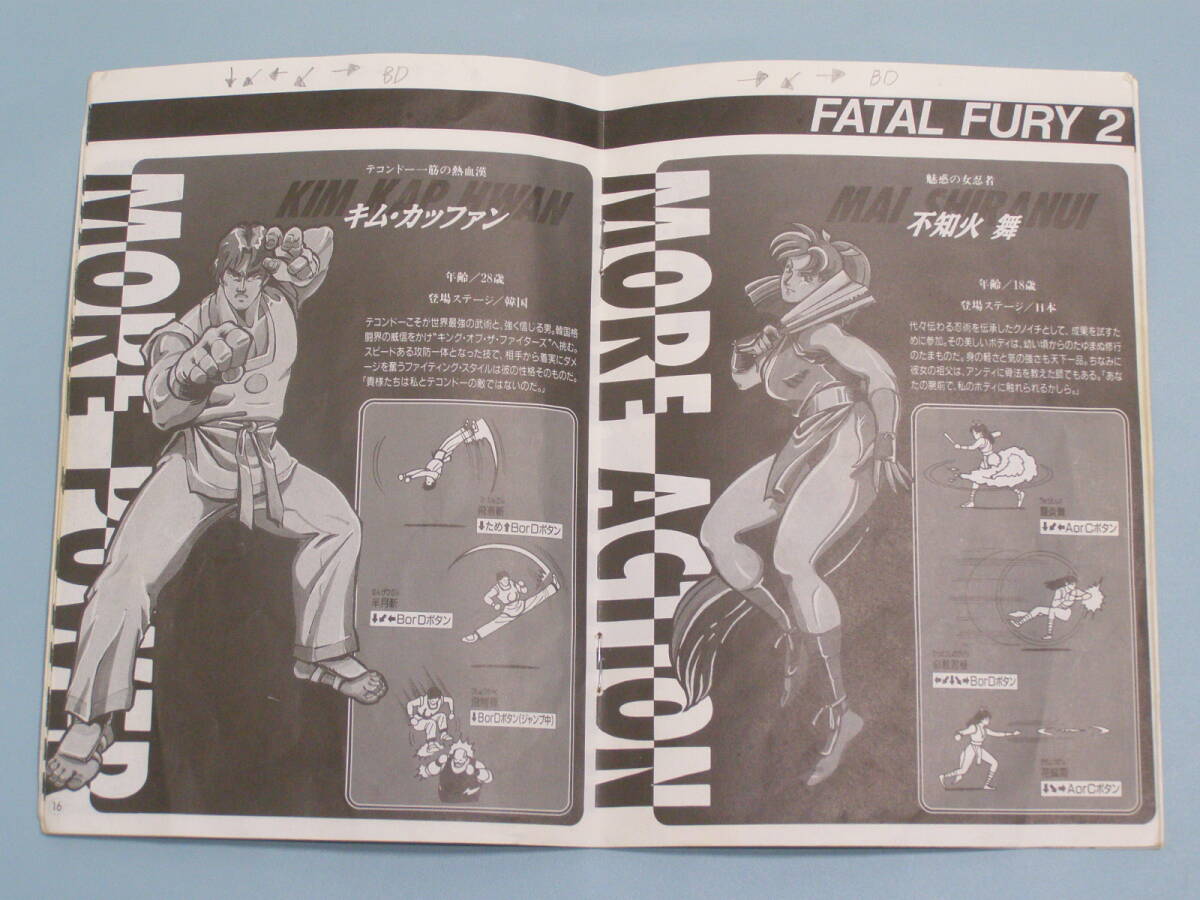 ↓↙←↙→ BD
→↙→ BD
FATAL FURY 2
MORE POWER
テコンドー一筋の熱血漢
KIM KAP HWAN
キム・カッファン
年齢／28歳
登場ステージ／韓国
テコンドーこそが世界最強の武術と、強く信じる男。韓国格
闘界の威信をかけ"キング・オブ・ザ・ファイターズ"へ挑む。
スピードある攻防一体となった技で、相手から着実にダメ
ージを奪うファイティング・スタイルは彼の性格そのものだ。
「貴様たちは私とテコンドーの敵ではないのだ。」
飛燕斬
↓ため↑BorDボタン
はんげつざん
半月斬
↓↙←BorDボタン
↓BorDボタン(ジャンプ中)
16
MORE ACTION
魅惑の女忍者
MAI SHIRANUI
不知火 舞
年齢／18歳
登場ステージ／日本
代々伝わる忍術を伝承したクノイチとして、成果を試すた
めに参加。その美しいボディは、幼い頃からのたゆまぬ修行
のたまものだ。身の軽さと気の強さも天下一品。ちなみに
彼女の祖父は、アンディに骨法を教えた師でもある。「あな
たの腕前で、私のボディに触れられるかしら。」
龍炎舞
↓↙←AorCボタン
←↙↓↘→BorDボタン
花蝶扇
↓↘→AorCボタン